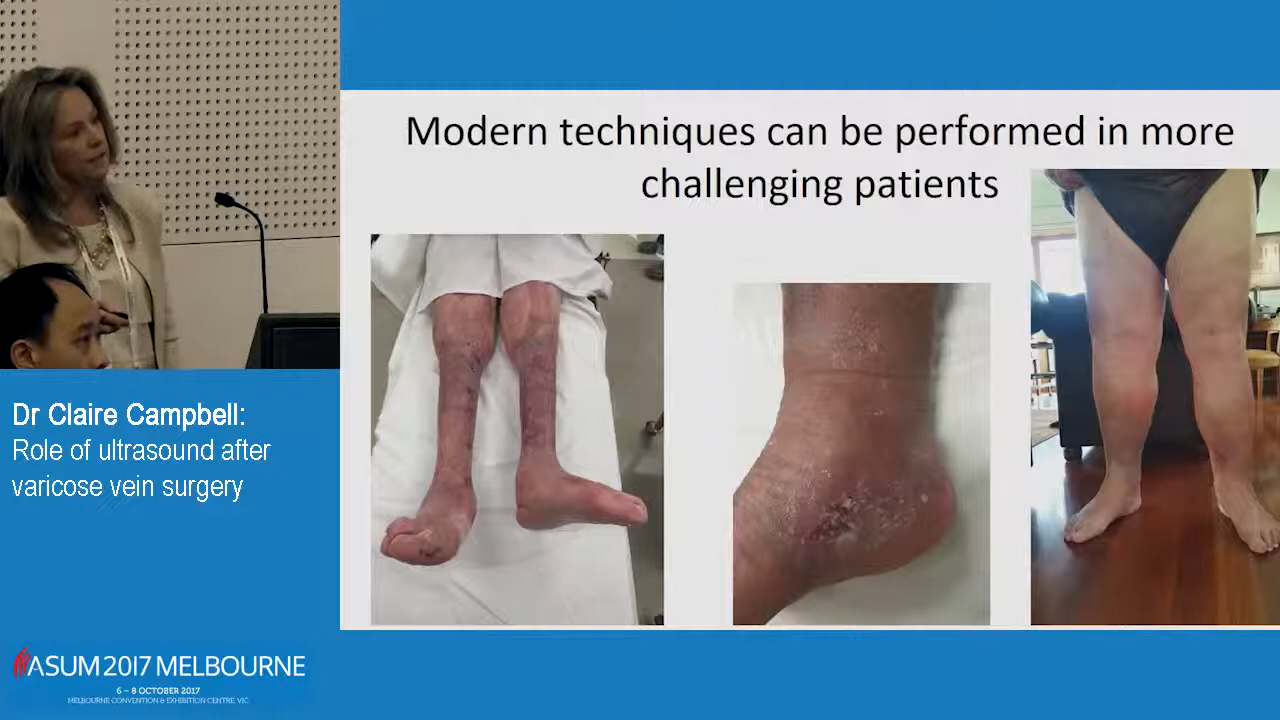 Modern techniques can be performed in more
challenging patients
Dr Claire Campbell:
Role of ultrasound after
varicose vein surgery
ASUM 2017 MELBOURNE
6 – 8 OCTOBER 2017
MELBOURNE CONVENTION & EXHIBITION CENTRE, VIC